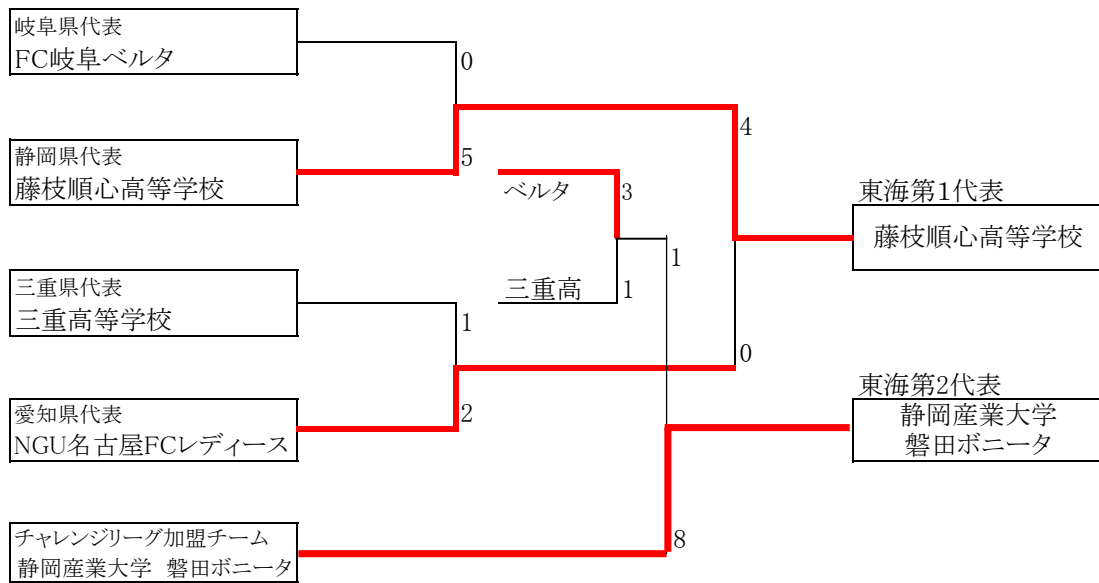 岐阜県代表
FC岐阜ベルタ
0
4
静岡県代表
藤枝順心高等学校
5
ベルタ
3
東海第1代表
藤枝順心高等学校
1
三重県代表
三重高等学校
三重高
1
1
0
愛知県代表
NGU名古屋FCレディース
2
東海第2代表
静岡産業大学
磐田ボニータ
チャレンジリーグ加盟チーム
静岡産業大学 磐田ボニータ
8